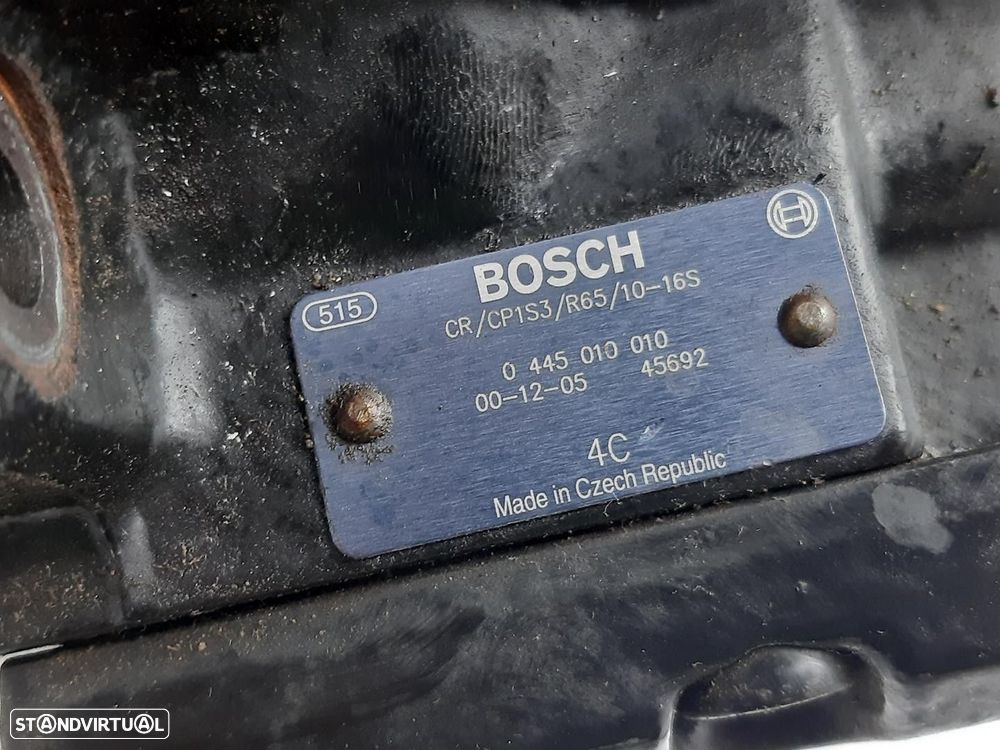 BOSCH
515
CR/CP1S3/R65/10-16S
0 445 010 010
00-12-05 45692
4C
Made in Czech Republic
STANDVIRTUAL